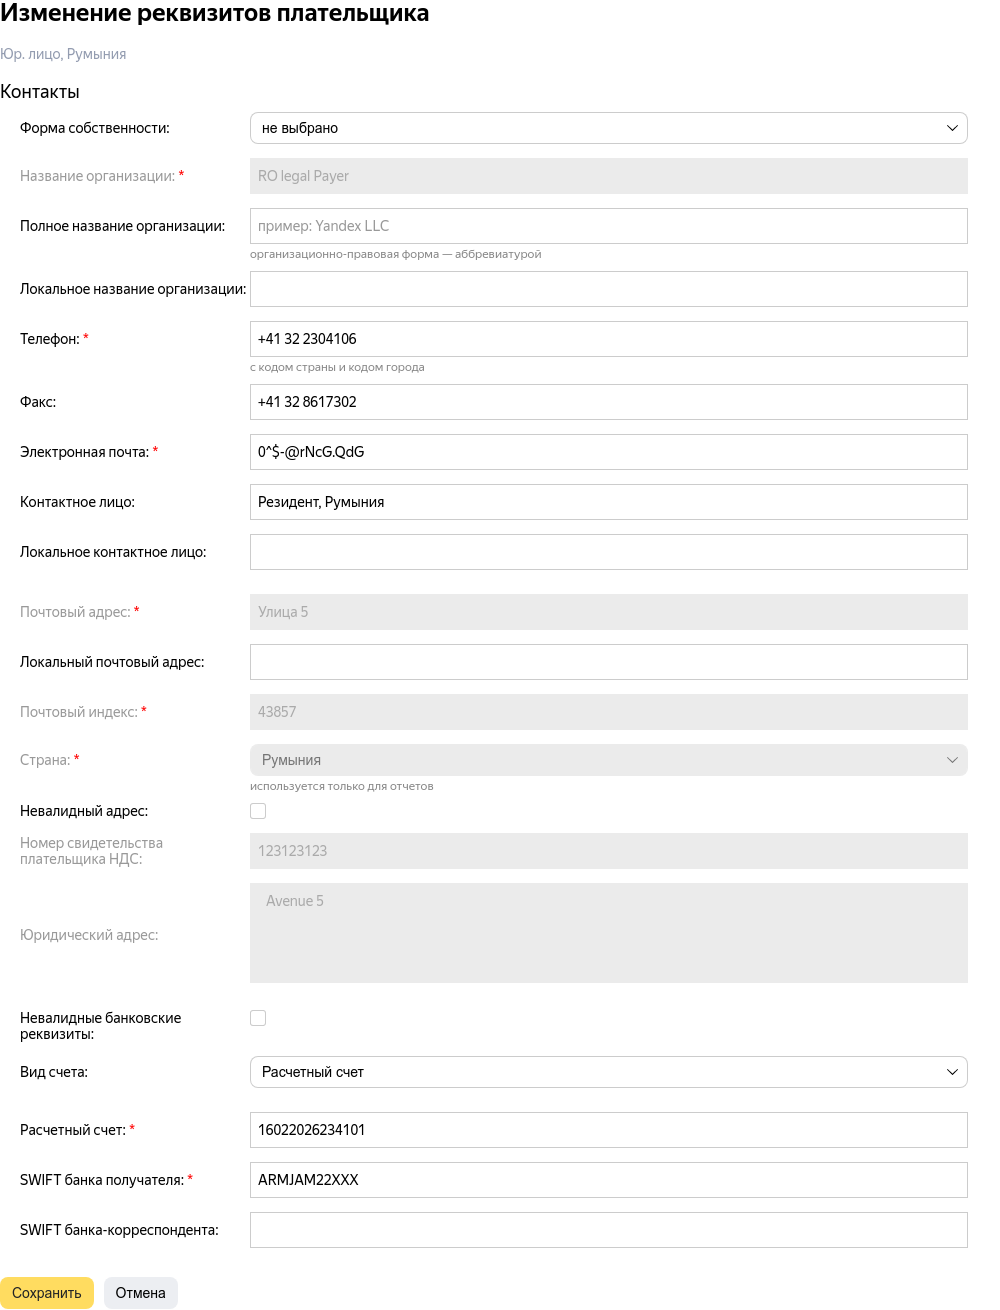 Изменение реквизитов плательщика
Юр. лицо, Румыния
Контакты
Форма собственности: не выбрано
Название организации: * RO legal Payer
Полное название организации: пример: Yandex LLC
организационно-правовая форма — аббревиатурой
Локальное название организации:
Телефон: * +41 32 2304106
с кодом страны и кодом города
Факс: +41 32 8617302
Электронная почта: * 0^$-@rNcG.QdG
Контактное лицо: Резидент, Румыния
Локальное контактное лицо:
Почтовый адрес: * Улица 5
Локальный почтовый адрес:
Почтовый индекс: * 43857
Страна: * Румыния
используется только для отчетов
Невалидный адрес:
Номер свидетельства
плательщика НДС: 123123123
Юридический адрес: Avenue 5
Невалидные банковские
реквизиты:
Вид счета: Расчетный счет
Расчетный счет: * 16022026234101
SWIFT банка получателя: * ARMJAM22XXX
SWIFT банка-корреспондента:
Сохранить Отмена